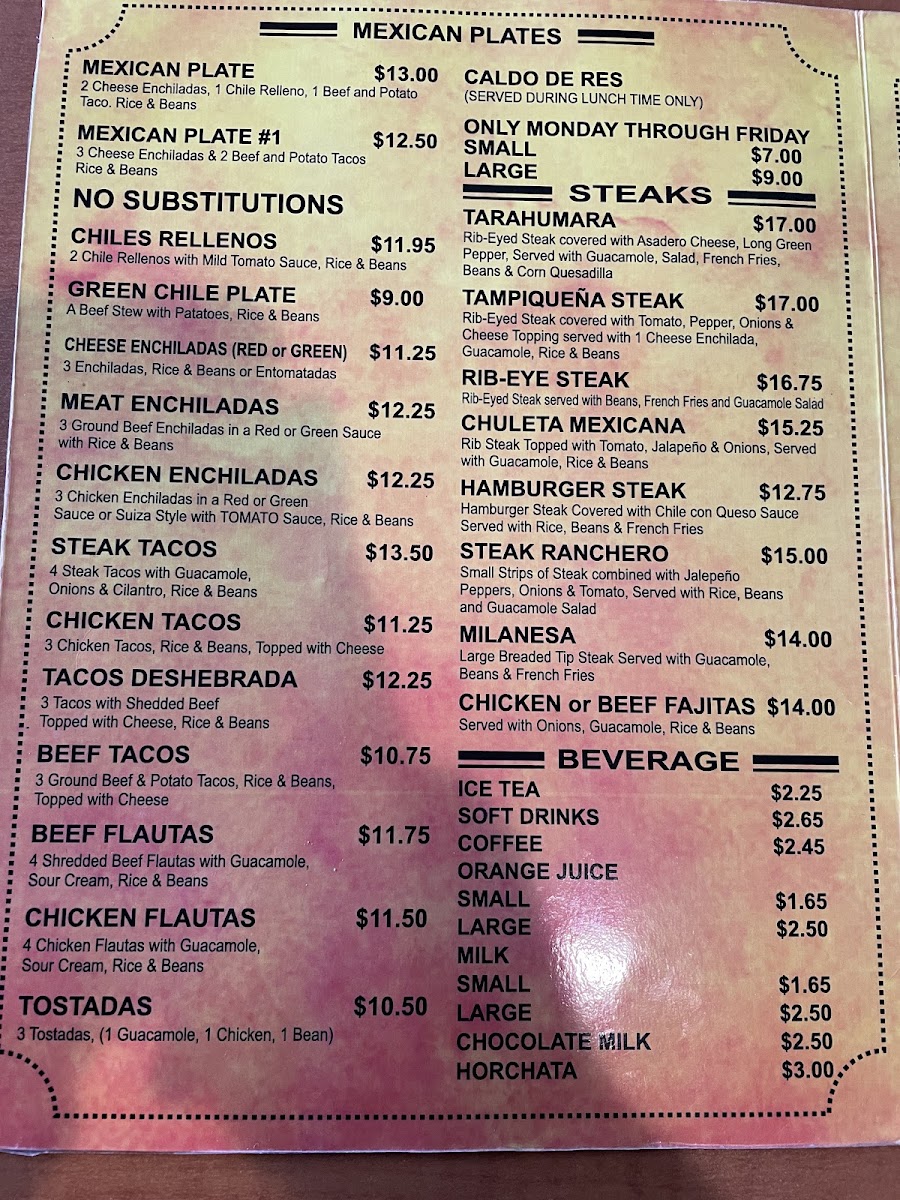 MEXICAN PLATES
MEXICAN PLATE $13.00
2 Cheese Enchiladas, 1 Chile Relleno, 1 Beef and Potato
Taco. Rice & Beans
MEXICAN PLATE #1 $12.50
3 Cheese Enchiladas & 2 Beef and Potato Tacos
Rice & Beans
NO SUBSTITUTIONS
CHILES RELLENOS $11.95
2 Chile Rellenos with Mild Tomato Sauce, Rice & Beans
GREEN CHILE PLATE $9.00
A Beef Stew with Patatoes, Rice & Beans
CHEESE ENCHILADAS (RED or GREEN) $11.25
3 Enchiladas, Rice & Beans or Entomatadas
MEAT ENCHILADAS $12.25
3 Ground Beef Enchiladas in a Red or Green Sauce
with Rice & Beans
CHICKEN ENCHILADAS $12.25
3 Chicken Enchiladas in a Red or Green
Sauce or Suiza Style with TOMATO Sauce, Rice & Beans
STEAK TACOS $13.50
4 Steak Tacos with Guacamole,
Onions & Cilantro, Rice & Beans
CHICKEN TACOS $11.25
3 Chicken Tacos, Rice & Beans, Topped with Cheese
TACOS DESHEBRADA $12.25
3 Tacos with Shedded Beef
Topped with Cheese, Rice & Beans
BEEF TACOS $10.75
3 Ground Beef & Potato Tacos, Rice & Beans,
Topped with Cheese
BEEF FLAUTAS $11.75
4 Shredded Beef Flautas with Guacamole,
Sour Cream, Rice & Beans
CHICKEN FLAUTAS $11.50
4 Chicken Flautas with Guacamole,
Sour Cream, Rice & Beans
TOSTADAS $10.50
3 Tostadas, (1 Guacamole, 1 Chicken, 1 Bean)
CALDO DE RES
(SERVED DURING LUNCH TIME ONLY)
ONLY MONDAY THROUGH FRIDAY
SMALL $7.00
LARGE $9.00
STEAKS
TARAHUMARA $17.00
Rib-Eyed Steak covered with Asadero Cheese, Long Green
Pepper, Served with Guacamole, Salad, French Fries,
Beans & Corn Quesadilla
TAMPIQUEÑA STEAK $17.00
Rib-Eyed Steak covered with Tomato, Pepper, Onions &
Cheese Topping served with 1 Cheese Enchilada,
Guacamole, Rice & Beans
RIB-EYE STEAK $16.75
Rib-Eyed Steak served with Beans, French Fries and Guacamole Salad
CHULETA MEXICANA $15.25
Rib Steak Topped with Tomato, Jalapeño & Onions, Served
with Guacamole, Rice & Beans
HAMBURGER STEAK $12.75
Hamburger Steak Covered with Chile con Queso Sauce
Served with Rice, Beans & French Fries
STEAK RANCHERO $15.00
Small Strips of Steak combined with Jalepeño
Peppers, Onions & Tomato, Served with Rice, Beans
and Guacamole Salad
MILANESA $14.00
Large Breaded Tip Steak Served with Guacamole,
Beans & French Fries
CHICKEN or BEEF FAJITAS $14.00
Served with Onions, Guacamole, Rice & Beans
BEVERAGE
ICE TEA $2.25
SOFT DRINKS $2.65
COFFEE $2.45
ORANGE JUICE
SMALL $1.65
LARGE $2.50
MILK
SMALL $1.65
LARGE $2.50
CHOCOLATE MILK $2.50
HORCHATA $3.00